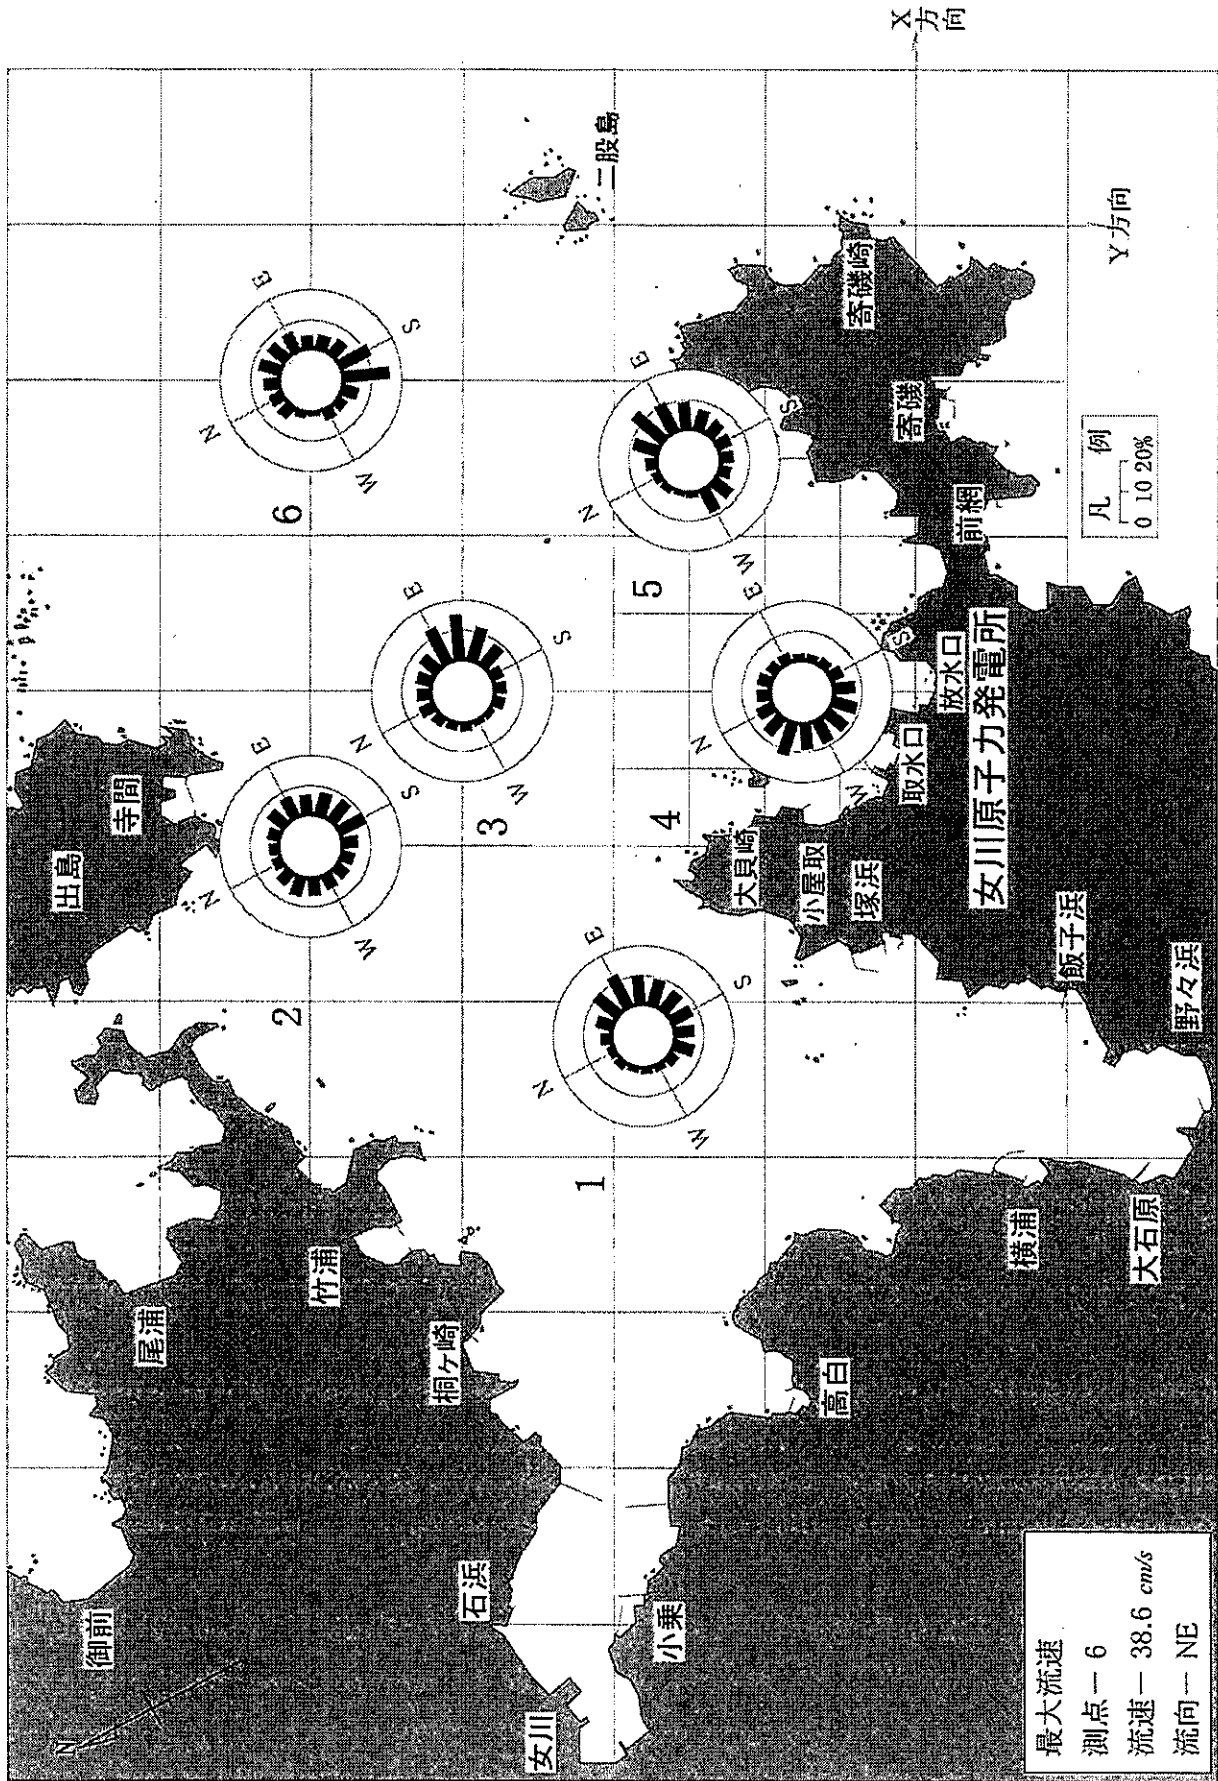 X方向
Y方向
二股島
寄磯崎
寄磯
前網
凡例
0 10 20%
6
N
E
S
W
5
N
E
S
W
3
N
E
S
W
4
N
E
S
W
2
N
E
S
W
1
N
E
S
W
出島
寺間
放水口
取水口
女川原子力発電所
大貝崎
小屋取
塚浜
飯子浜
野々浜
大石原
横浦
高白
竹浦
尾浦
桐ヶ崎
石浜
小乗
女川
御前
N
最大流速
測点－6
流速－38.6 cm/s
流向－NE